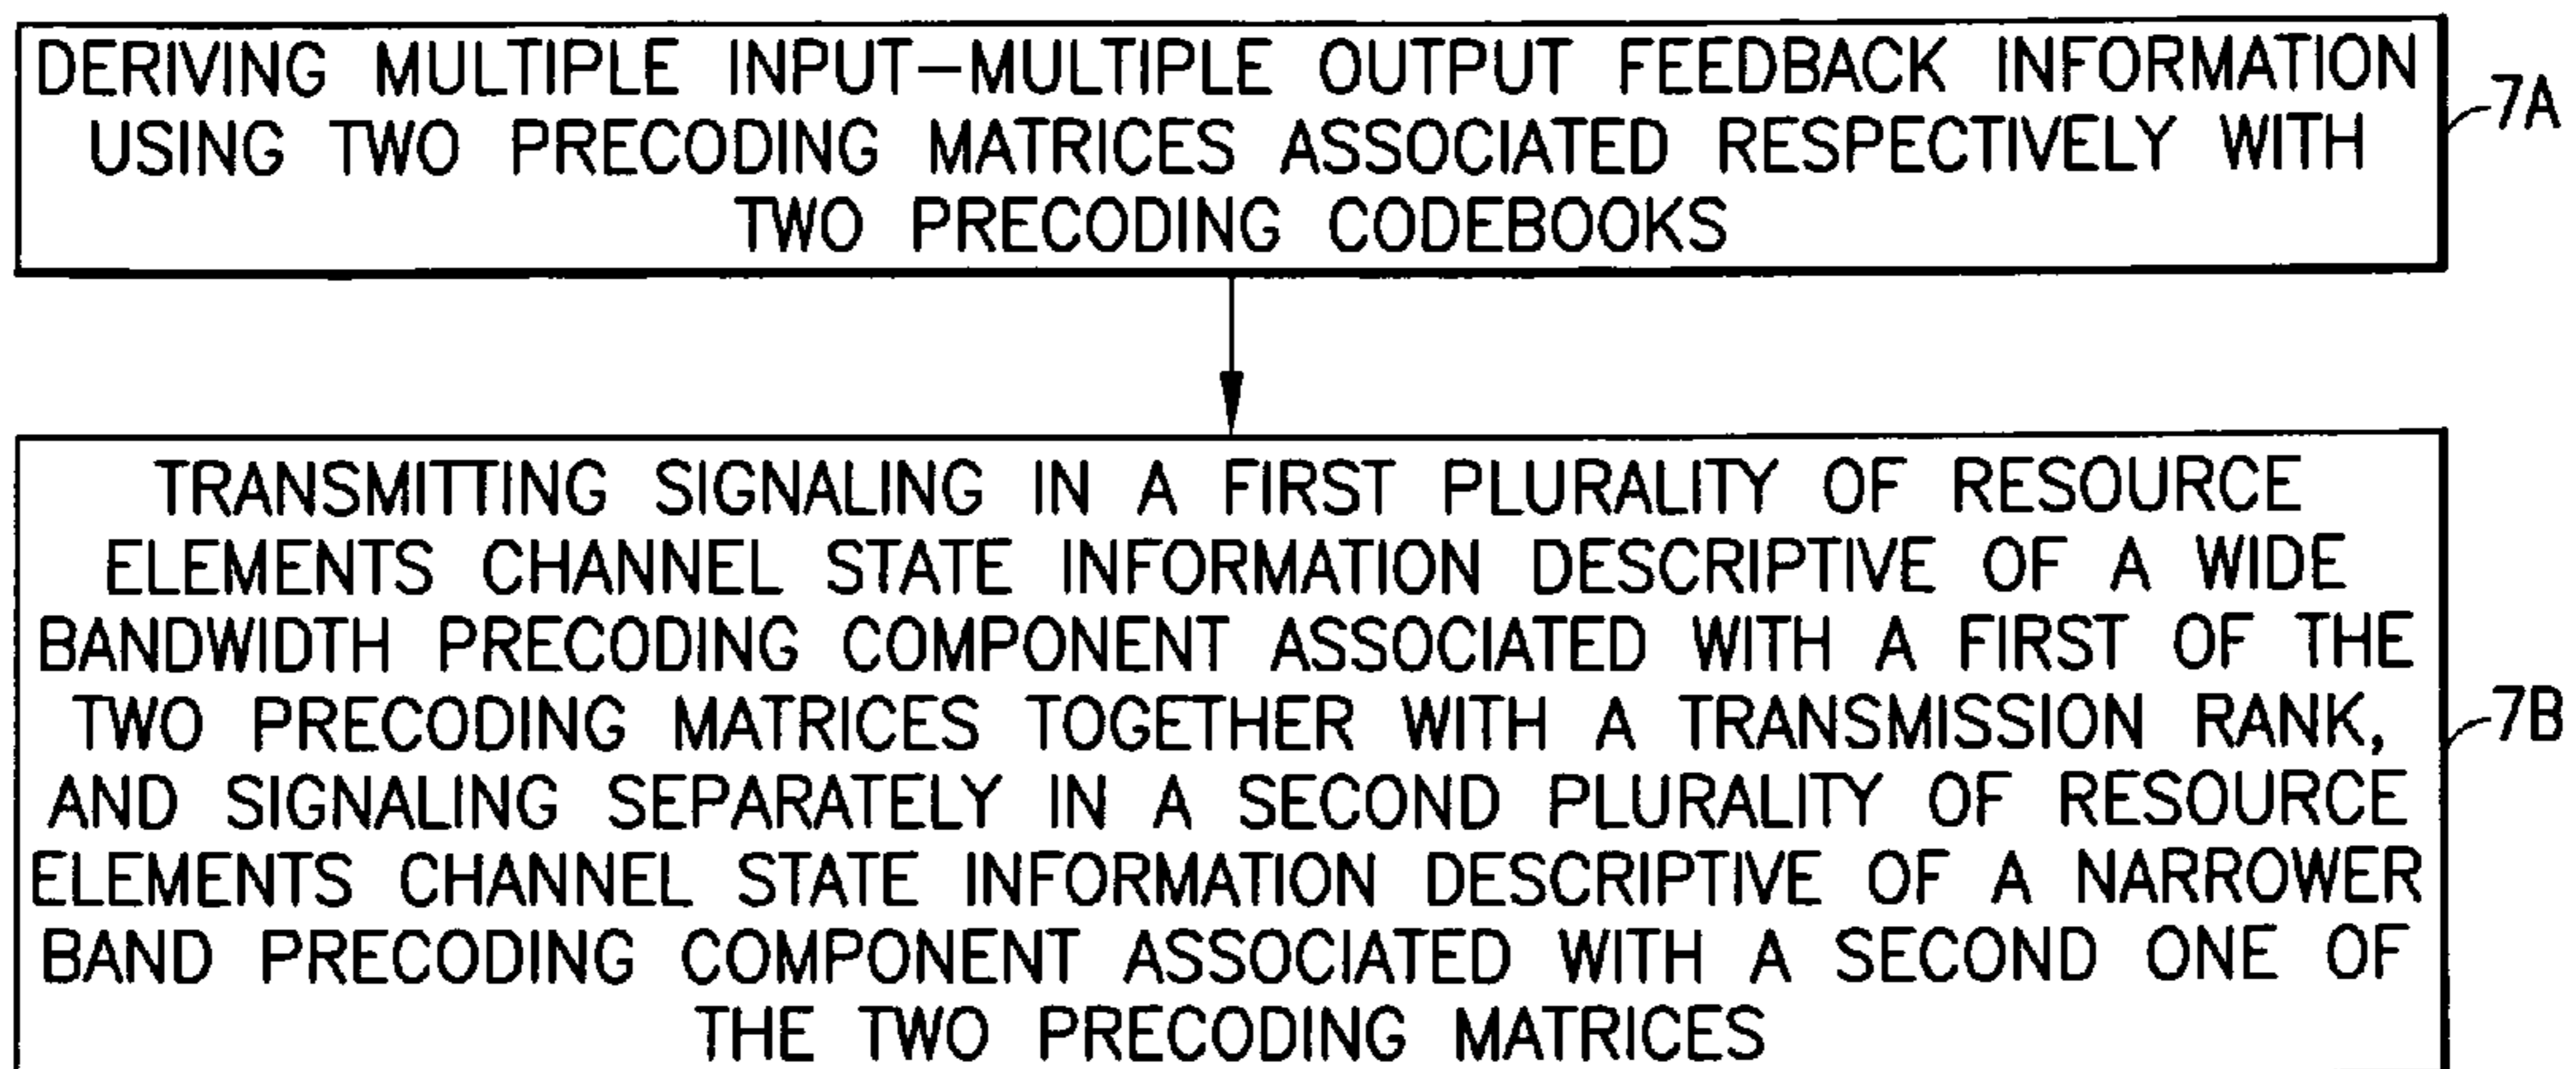 DERIVING MULTIPLE INPUT-MULTIPLE OUTPUT FEEDBACK INFORMATION
USING TWO PRECODING MATRICES ASSOCIATED RESPECTIVELY WITH
TWO PRECODING CODEBOOKS
7A
TRANSMITTING SIGNALING IN A FIRST PLURALITY OF RESOURCE
ELEMENTS CHANNEL STATE INFORMATION DESCRIPTIVE OF A WIDE
BANDWIDTH PRECODING COMPONENT ASSOCIATED WITH A FIRST OF THE
TWO PRECODING MATRICES TOGETHER WITH A TRANSMISSION RANK,
AND SIGNALING SEPARATELY IN A SECOND PLURALITY OF RESOURCE
ELEMENTS CHANNEL STATE INFORMATION DESCRIPTIVE OF A NARROWER
BAND PRECODING COMPONENT ASSOCIATED WITH A SECOND ONE OF
THE TWO PRECODING MATRICES
7B